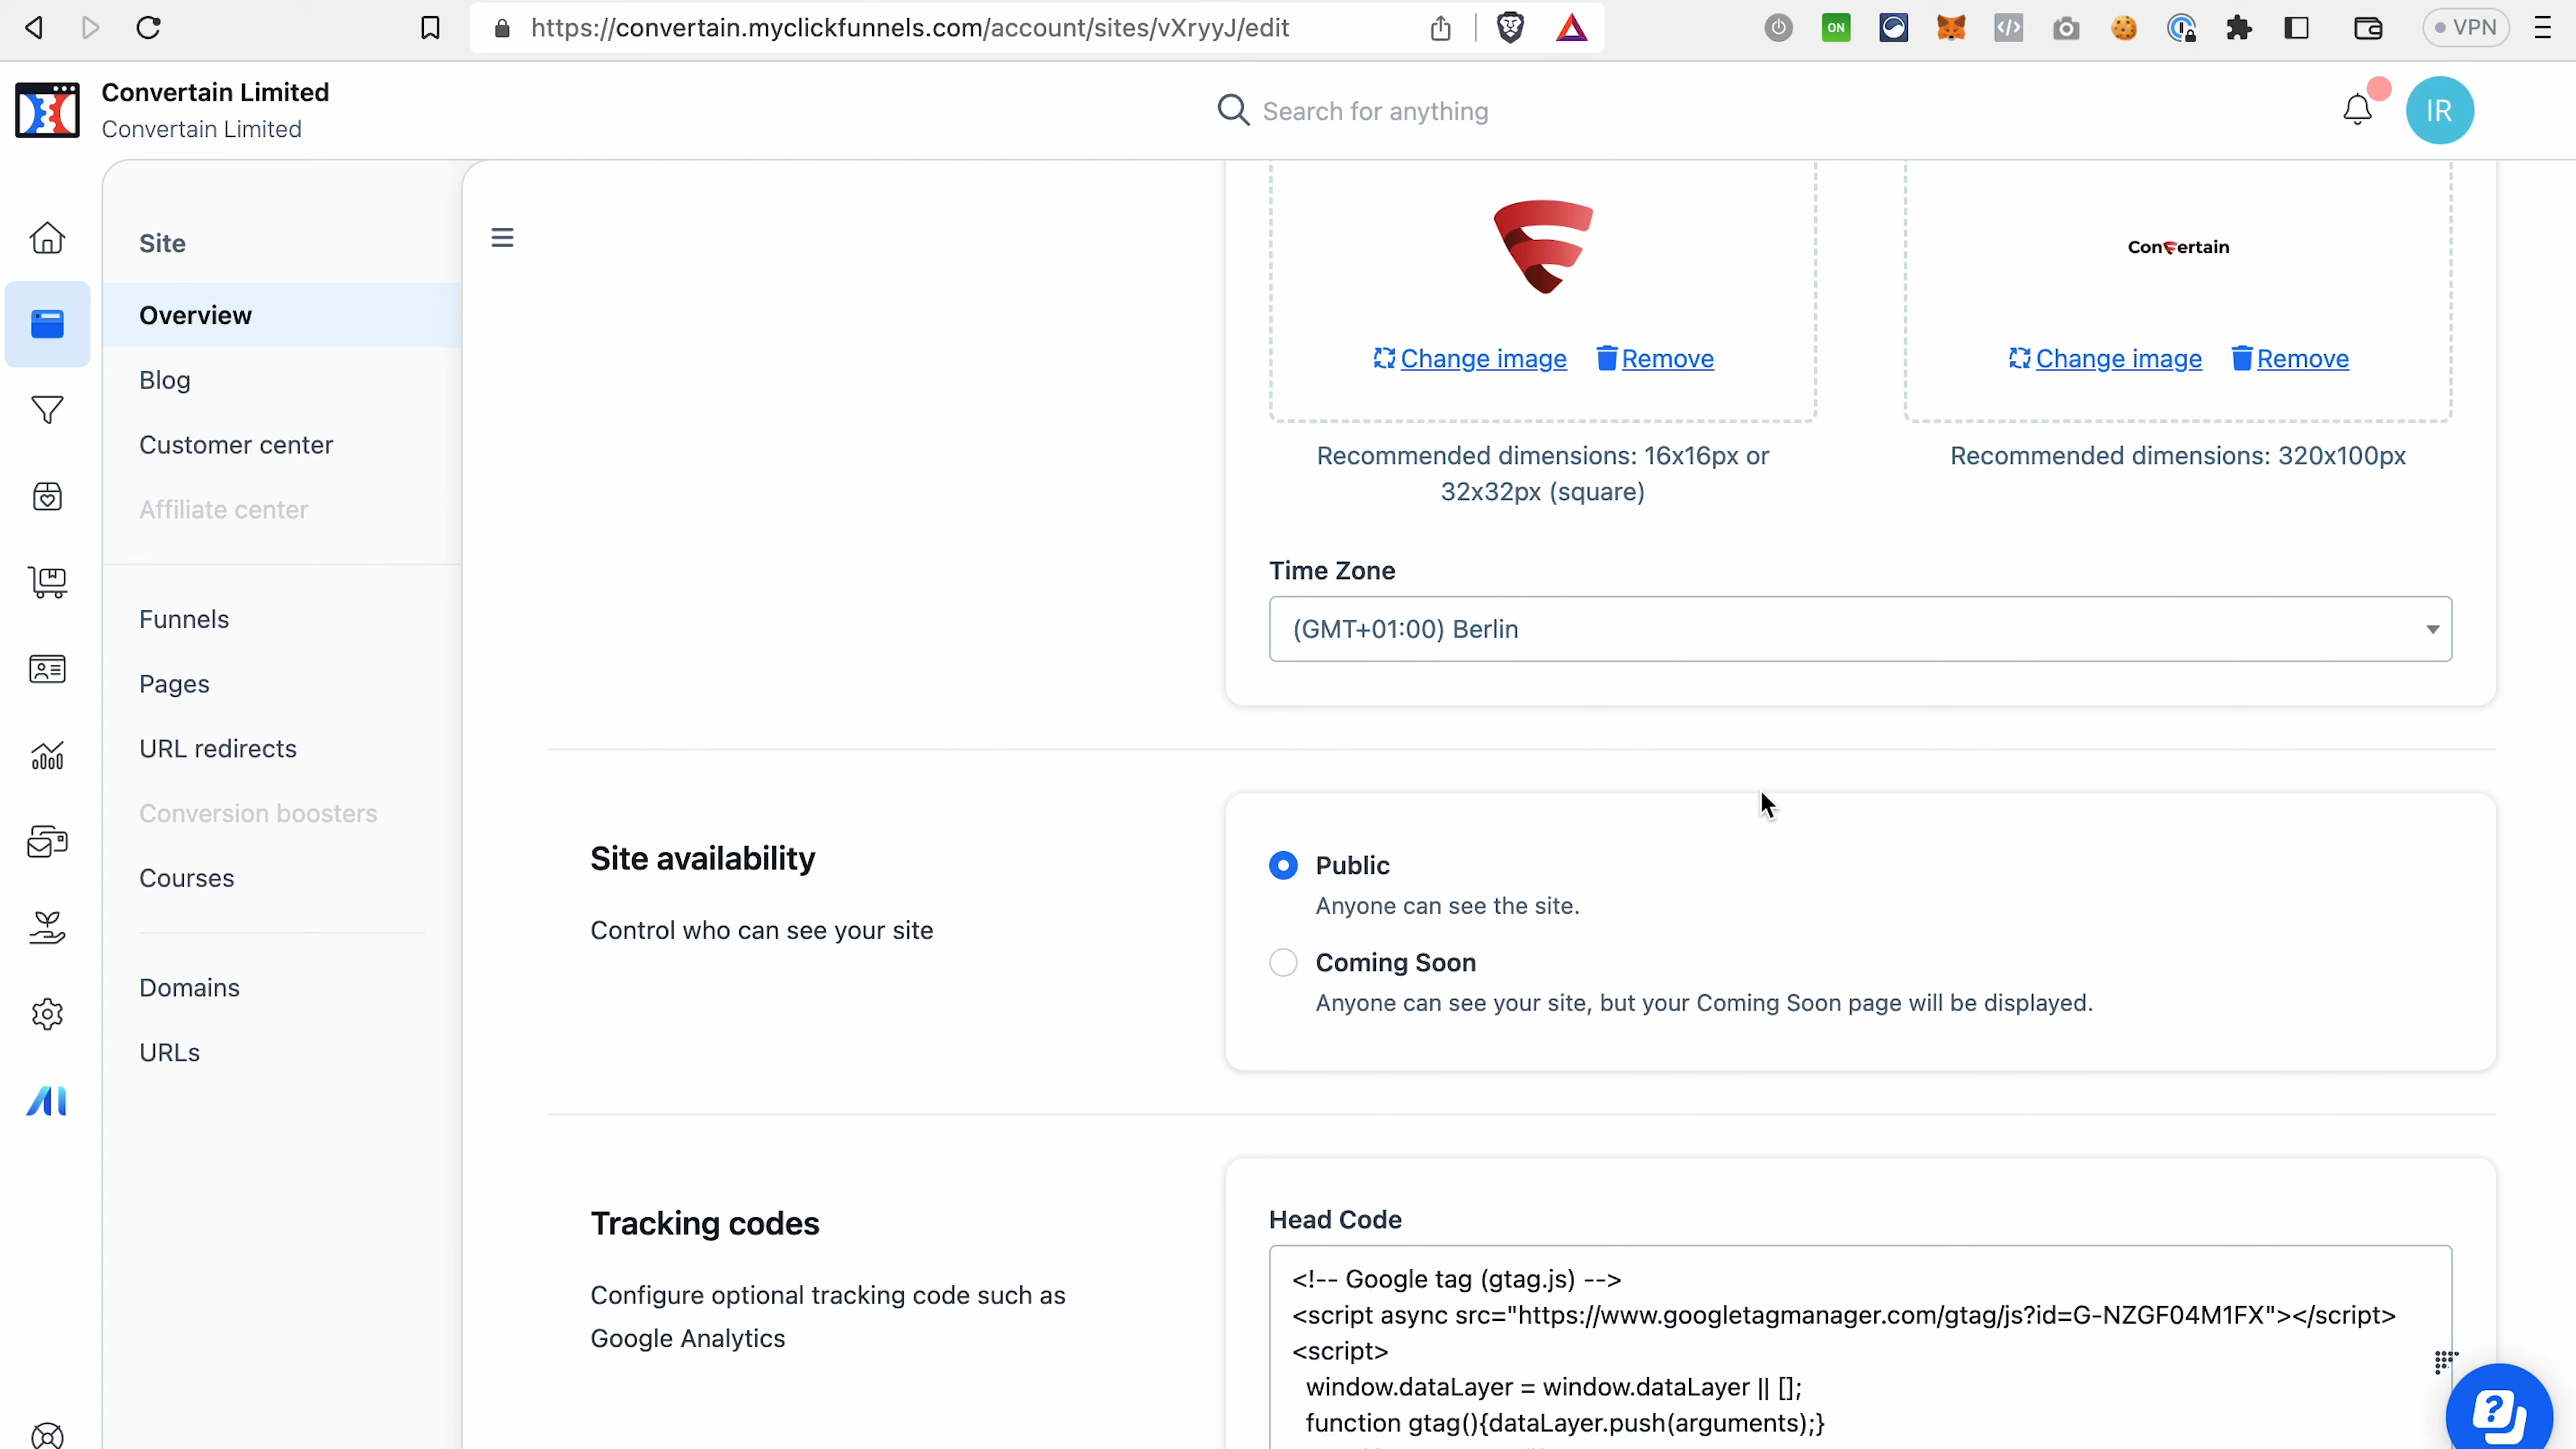 https://convertain.myclickfunnels.com/account/sites/vXryyJ/edit
ON
VPN
Convertain Limited
Convertain Limited
Search for anything
IR
Site
Overview
Blog
Customer center
Affiliate center
Funnels
Pages
URL redirects
Conversion boosters
Courses
Domains
URLs
AI
Change image
Remove
Recommended dimensions: 16x16px or
32x32px (square)
Convertain
Change image
Remove
Recommended dimensions: 320x100px
Time Zone
(GMT+01:00) Berlin
Site availability
Control who can see your site
Public
Anyone can see the site.
Coming Soon
Anyone can see your site, but your Coming Soon page will be displayed.
Tracking codes
Configure optional tracking code such as
Google Analytics
Head Code
<!-- Google tag (gtag.js) -->
<script async src="https://www.googletagmanager.com/gtag/js?id=G-NZGF04M1FX"></script>
<script>
window.dataLayer = window.dataLayer || [];
function gtag(){dataLayer.push(arguments);}